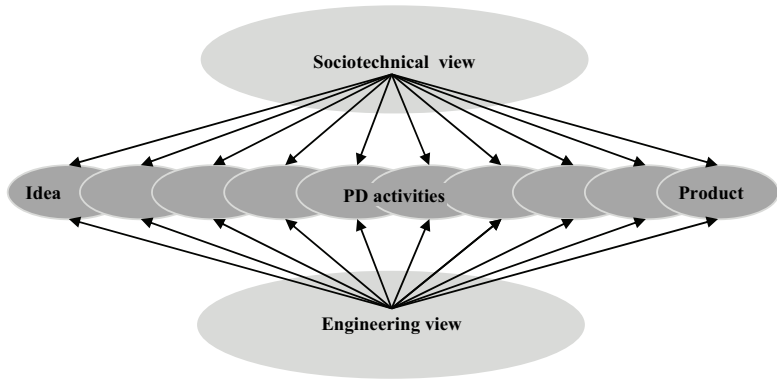 Sociotechnical view
Idea
PD activities
Product
Engineering view